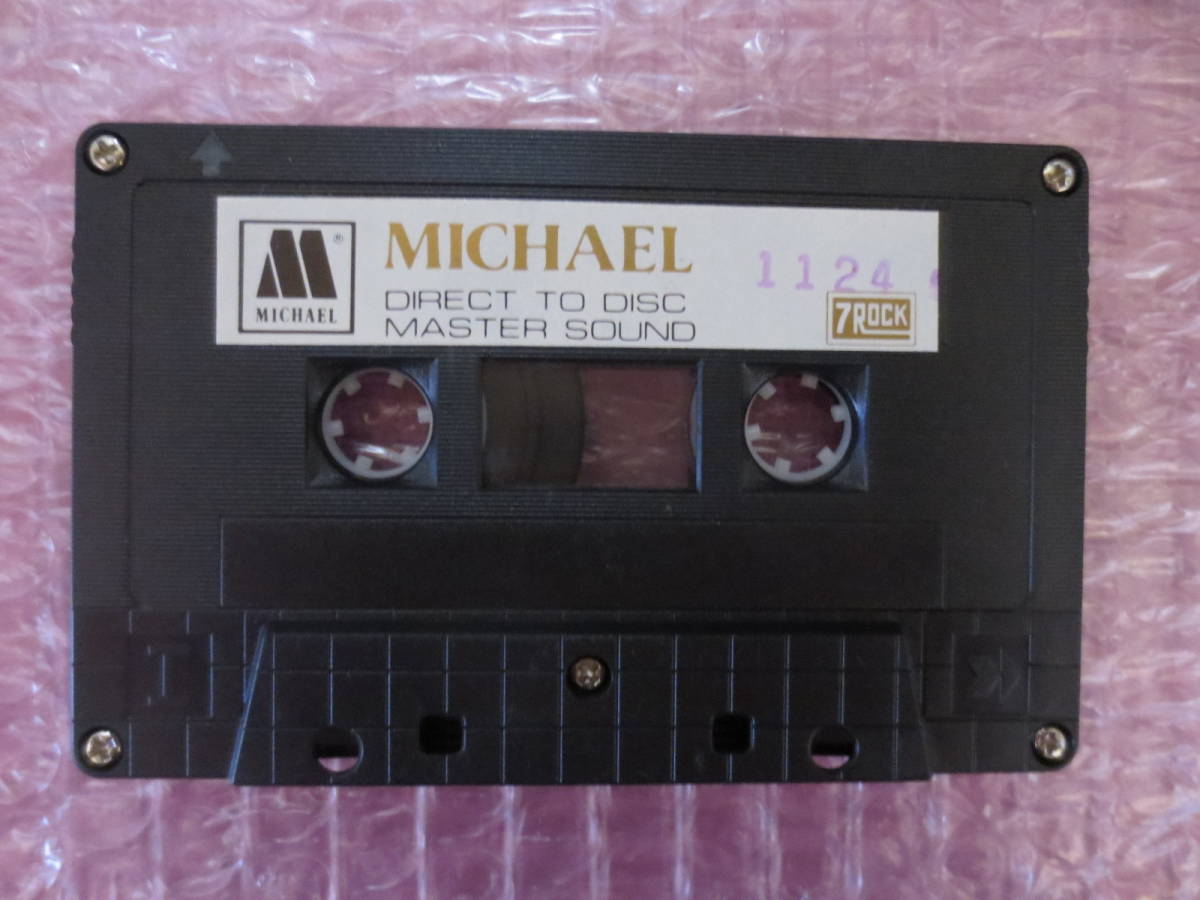 M®
MICHAEL
MICHAEL
DIRECT TO DISC
MASTER SOUND
1124
7ROCK